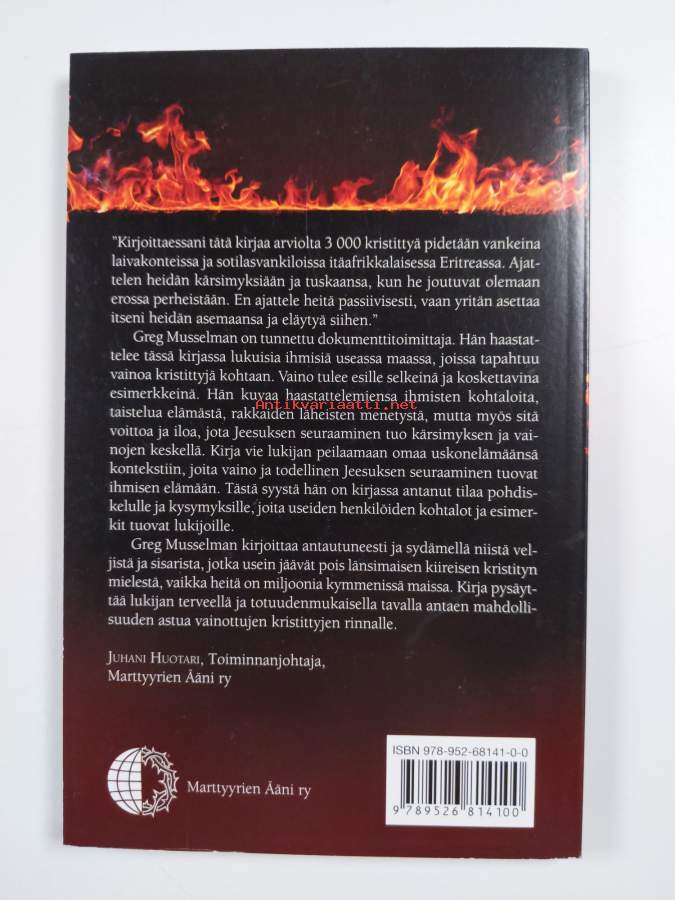 "Kirjoittaessani tätä kirjaa arviolta 3 000 kristittyä pidetään vankeina
laivakonteissa ja sotilasvankiloissa itäafrikkalaisessa Eritreassa. Ajat-
telen heidän kärsimyksiään ja tuskaansa, kun he joutuvat olemaan
erossa perheistään. En ajattele heitä passiivisesti, vaan yritän asettaa
itseni heidän asemaansa ja eläytyä siihen."
Greg Musselman on tunnettu dokumenttitoimittaja. Hän haastat-
telee tässä kirjassa lukuisia ihmisiä useassa maassa, joissa tapahtuu
vainoa kristittyjä kohtaan. Vaino tulee esille selkeinä ja koskettavina
esimerkkeinä. Hän kuvaa haastattelemiensa ihmisten kohtaloita,
Antikvariaatti.net
taistelua elämästä, rakkaiden läheisten menetystä, mutta myös sitä
voittoa ja iloa, jota Jeesuksen seuraaminen tuo kärsimyksen ja vai-
nojen keskellä. Kirja vie lukijan peilaamaan omaa uskonelämäänsä
kontekstiin, joita vaino ja todellinen Jeesuksen seuraaminen tuovat
ihmisen elämään. Tästä syystä hän on kirjassa antanut tilaa pohdis-
kelulle ja kysymyksille, joita useiden henkilöiden kohtalot ja esimer-
kit tuovat lukijoille.
Greg Musselman kirjoittaa antautuneesti ja sydämellä niistä vel-
jistä ja sisarista, jotka usein jäävät pois länsimaisen kiireisen kristityn
mielestä, vaikka heitä on miljoonia kymmenissä maissa. Kirja pysäyt-
tää lukijan terveellä ja totuudenmukaisella tavalla antaen mahdolli-
suuden astua vainottujen kristittyjen rinnalle.
Juhani Huotari, Toiminnanjohtaja,
Marttyyrien Ääni ry
Marttyyrien Ääni ry
ISBN 978-952-68141-0-0
9 789526 814100